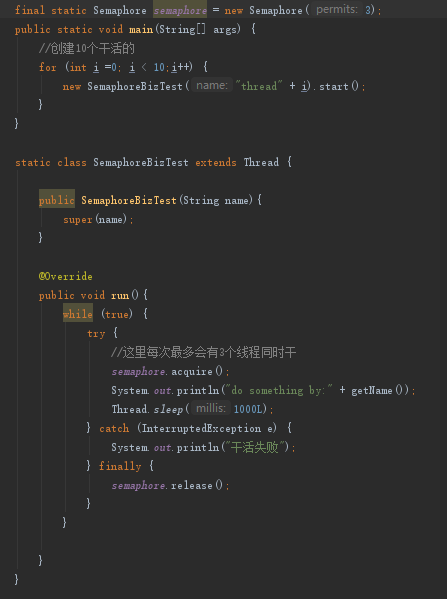 final static Semaphore semaphore = new Semaphore( permits: 3);
public static void main(String[] args) {
//创建10个干活的
for (int i =0; i < 10;i++) {
new SemaphoreBizTest( name: "thread" + i).start();
}
}
static class SemaphoreBizTest extends Thread {
public SemaphoreBizTest(String name){
super(name);
}
@Override
public void run(){
while (true) {
try {
//这里每次最多会有3个线程同时干
semaphore.acquire();
System.out.println("do something by:" + getName());
Thread.sleep( millis: 1000L);
} catch (InterruptedException e) {
System.out.println("干活失败");
} finally {
semaphore.release();
}
}
}
}